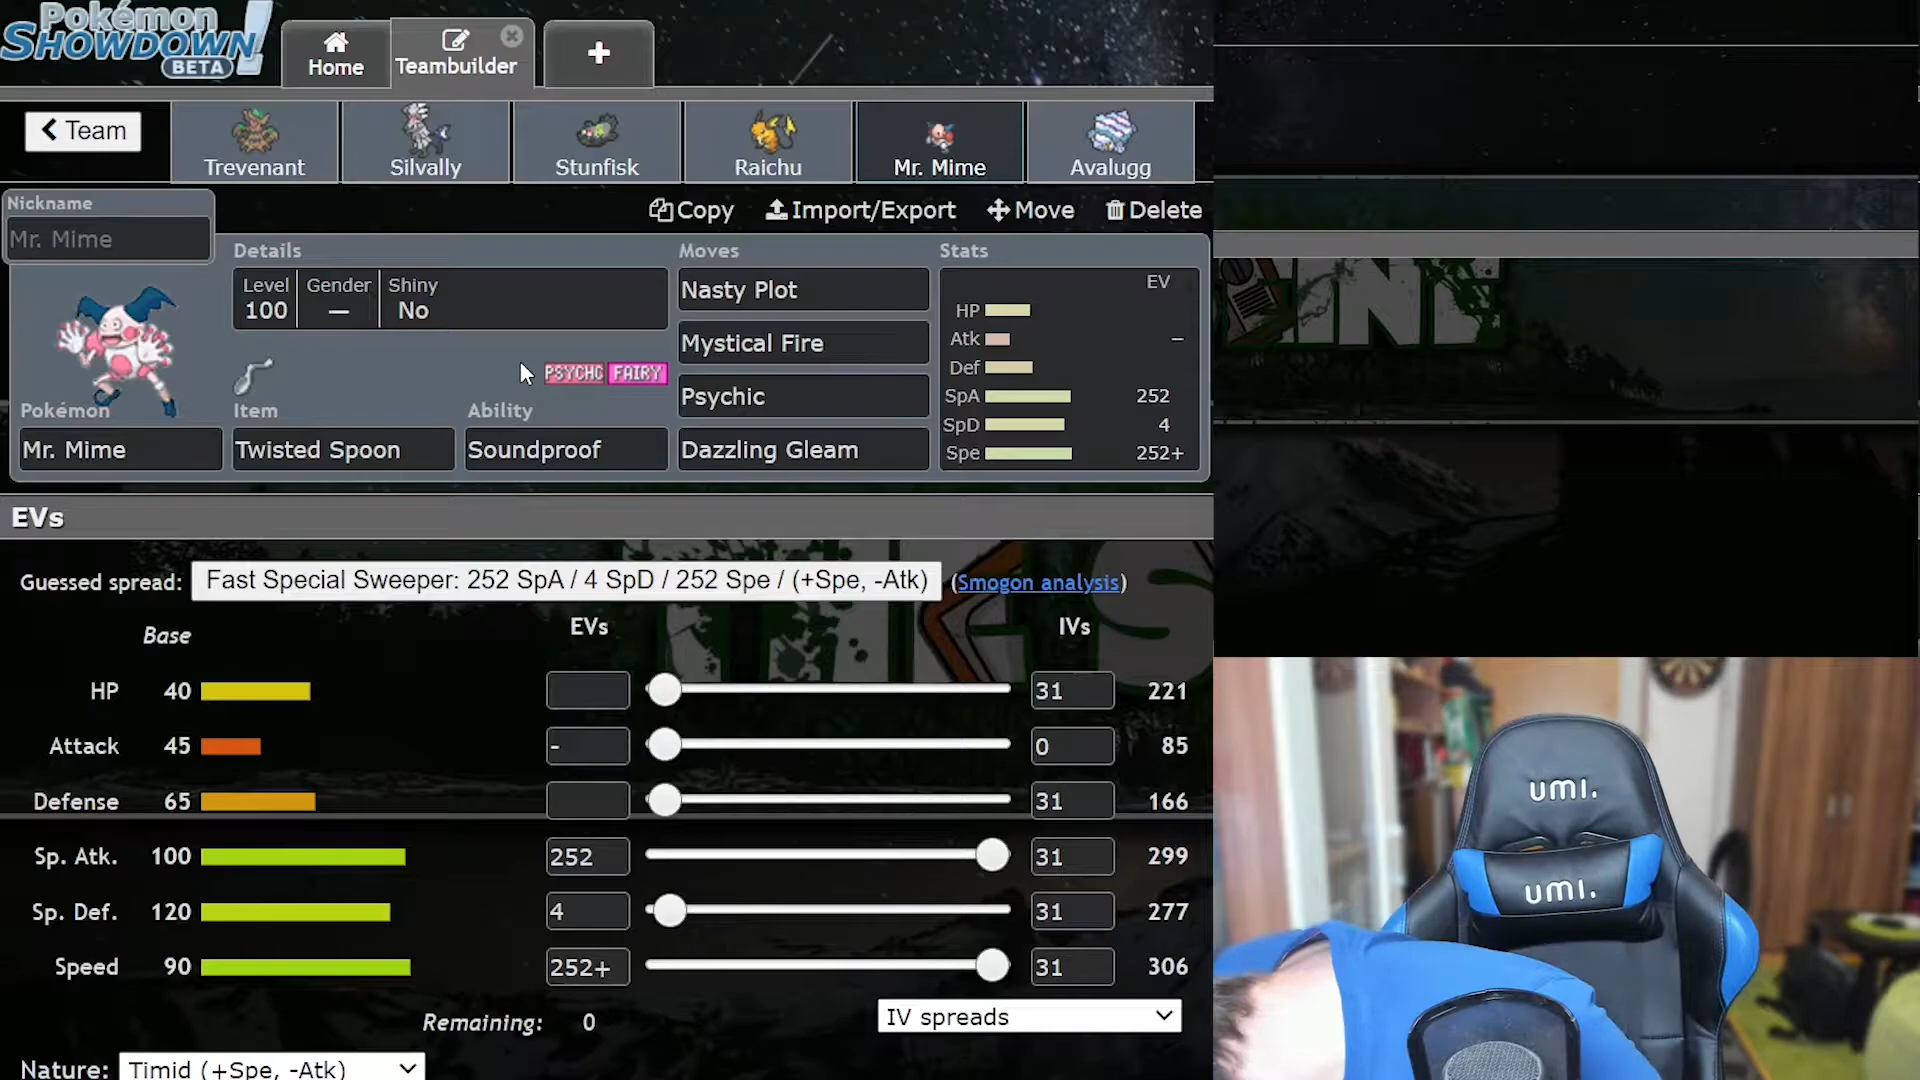 Pokémon
SHOWDOWN!
BETA
Home
Teambuilder
+
Team
Trevenant
Silvally
Stunfisk
Raichu
Mr. Mime
Avalugg
Nickname
Mr. Mime
Copy
Import/Export
Move
Delete
Details
Moves
Stats
Level
100
Gender
—
Shiny
No
PSYCHC
FAIRY
Pokémon
Mr. Mime
Item
Twisted Spoon
Ability
Soundproof
Nasty Plot
Mystical Fire
Psychic
Dazzling Gleam
EV
HP
Atk –
Def
SpA 252
SpD 4
Spe 252+
EVs
Guessed spread: Fast Special Sweeper: 252 SpA / 4 SpD / 252 Spe / (+Spe, -Atk) (Smogon analysis)
Base EVs IVs
HP 40 31 221
Attack 45 - 0 85
Defense 65 31 166
Sp. Atk. 100 252 31 299
Sp. Def. 120 4 31 277
Speed 90 252+ 31 306
Remaining: 0
IV spreads
Nature: Timid (+Spe, -Atk)
umi.
umi.